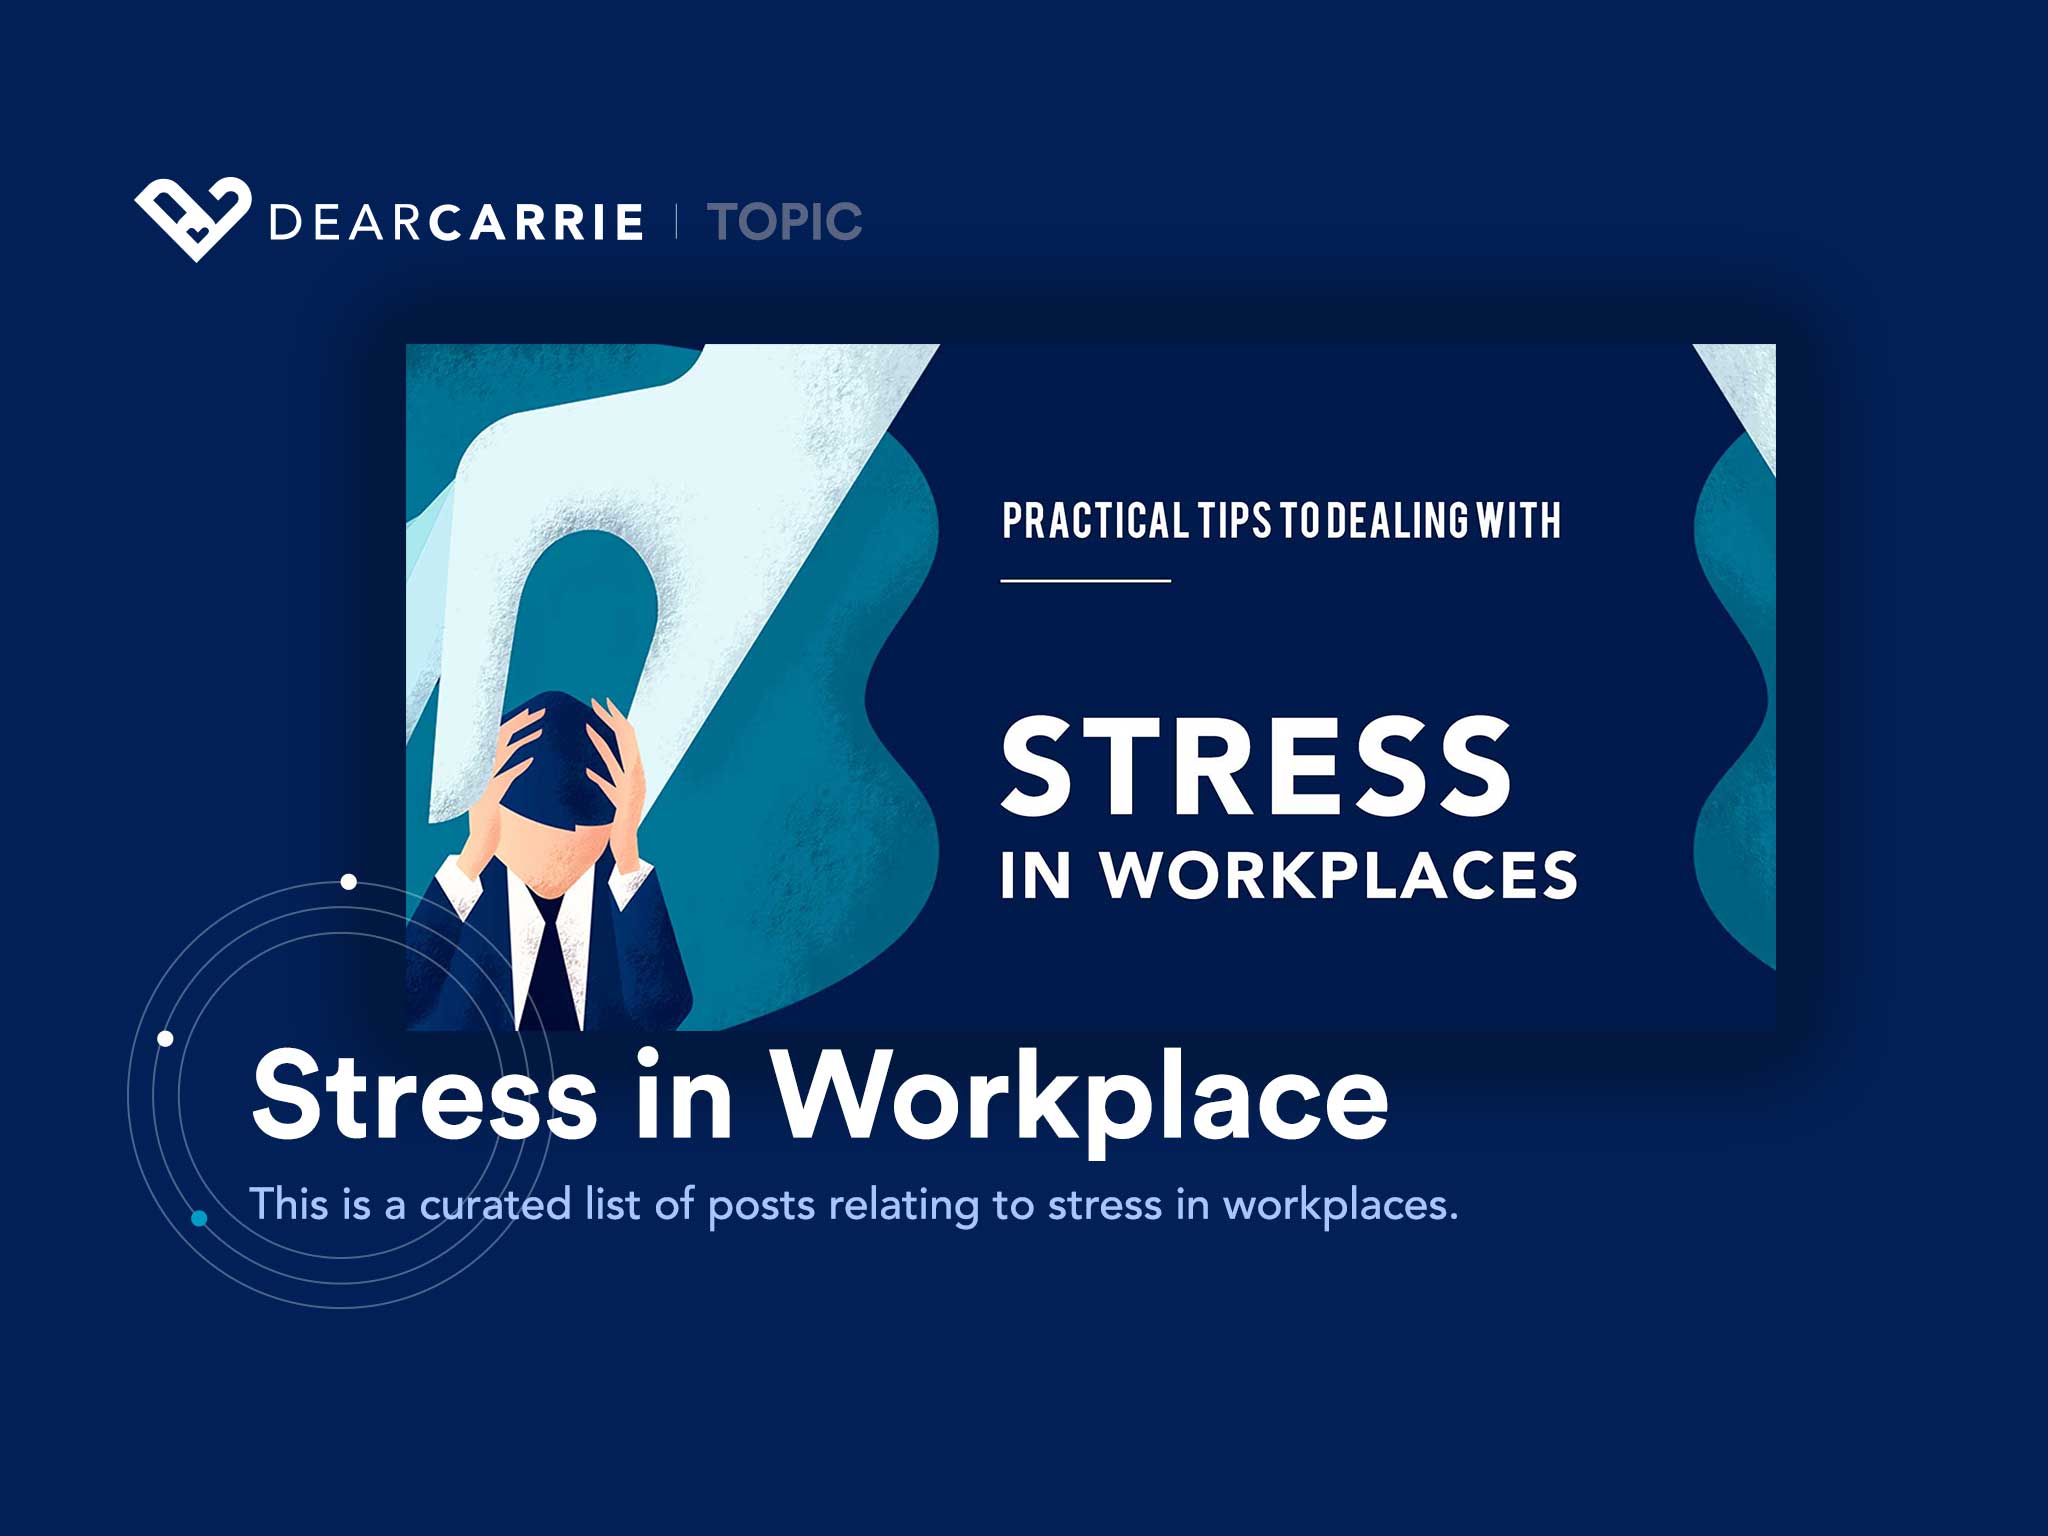 DEARCARRIE | TOPIC
PRACTICAL TIPS TO DEALING WITH
STRESS
IN WORKPLACES
Stress in Workplace
This is a curated list of posts relating to stress in workplaces.